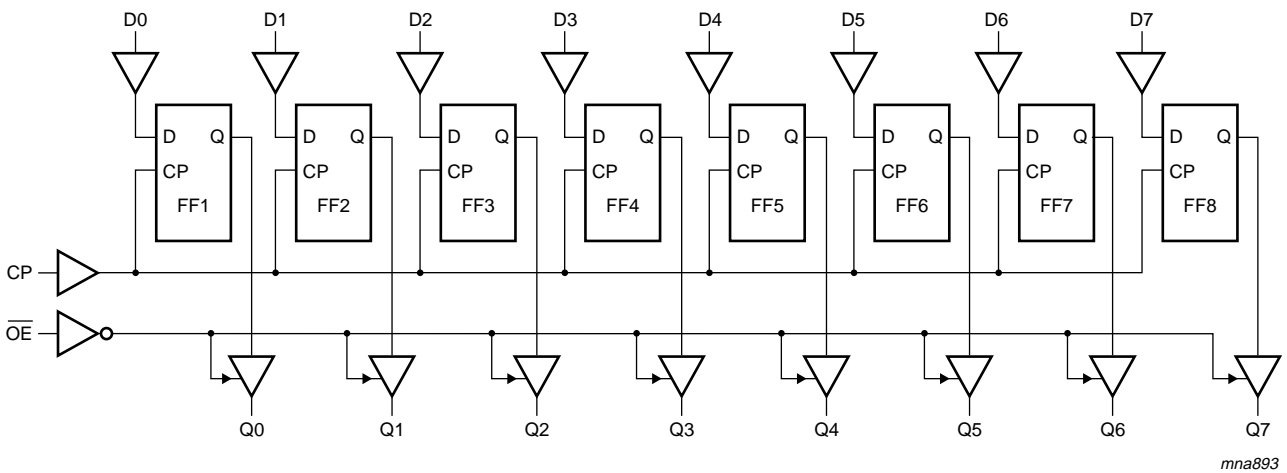 D0 D1 D2 D3 D4 D5 D6 D7
D Q D Q D Q D Q D Q D Q D Q D Q
CP CP CP CP CP CP CP CP
FF1 FF2 FF3 FF4 FF5 FF6 FF7 FF8
CP
O̅E̅
Q0 Q1 Q2 Q3 Q4 Q5 Q6 Q7
mna893